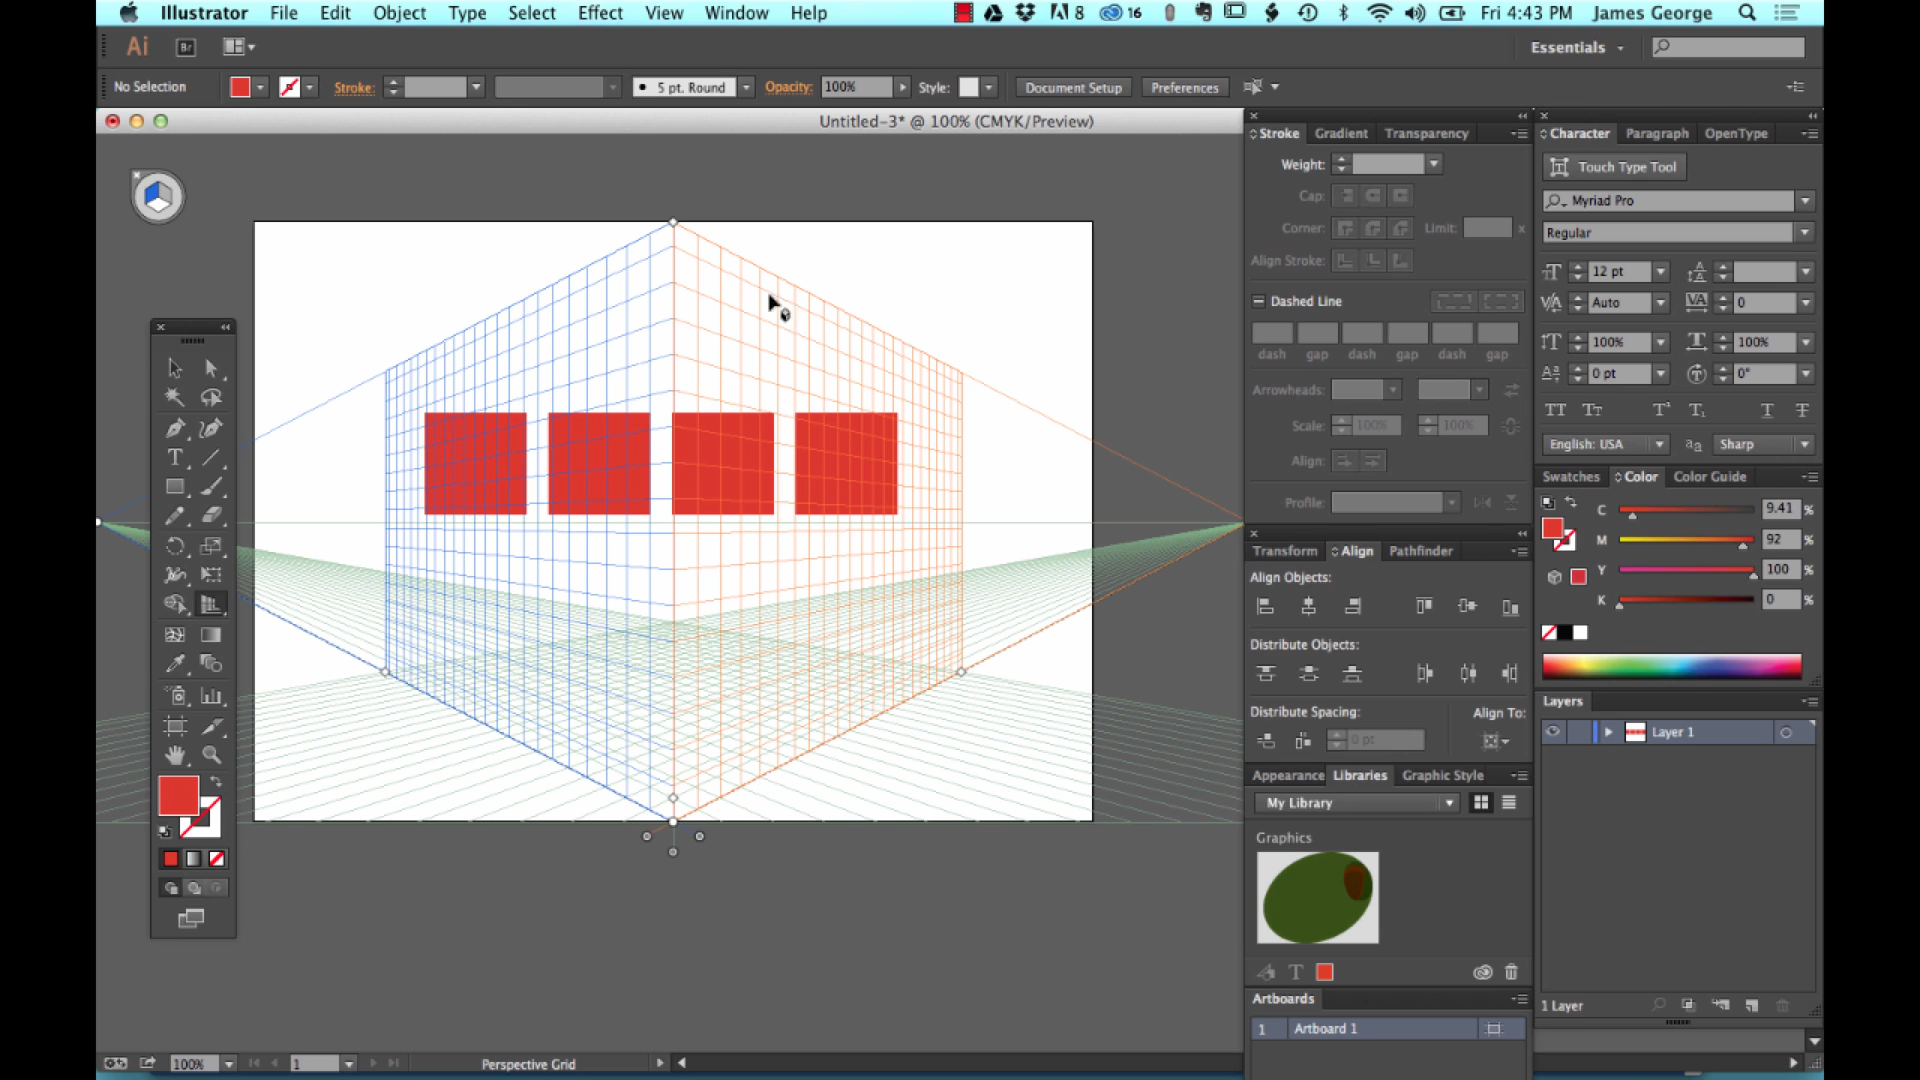 Illustrator File Edit Object Type Select Effect View Window Help 8 16 Fri 4:43 PM James George
Ai Br Essentials
No Selection Stroke: 5 pt. Round Opacity: 100% Style: Document Setup Preferences
Untitled-3* @ 100% (CMYK/Preview)
Stroke Gradient Transparency
Weight:
Cap:
Corner: Limit: x
Align Stroke:
Dashed Line
dash gap dash gap dash gap
Arrowheads:
Scale: 100% 100%
Align:
Profile:
Transform Align Pathfinder
Align Objects:
Distribute Objects:
Distribute Spacing: Align To:
0 pt
Appearance Libraries Graphic Style
My Library
Graphics
Artboards
1 Artboard 1
Character Paragraph OpenType
Touch Type Tool
Myriad Pro
Regular
12 pt
Auto 0
100% 100%
0 pt 0°
English: USA Sharp
Swatches Color Color Guide
C 9.41 %
M 92 %
Y 100 %
K 0 %
Layers
Layer 1
1 Layer
100% 1 Perspective Grid